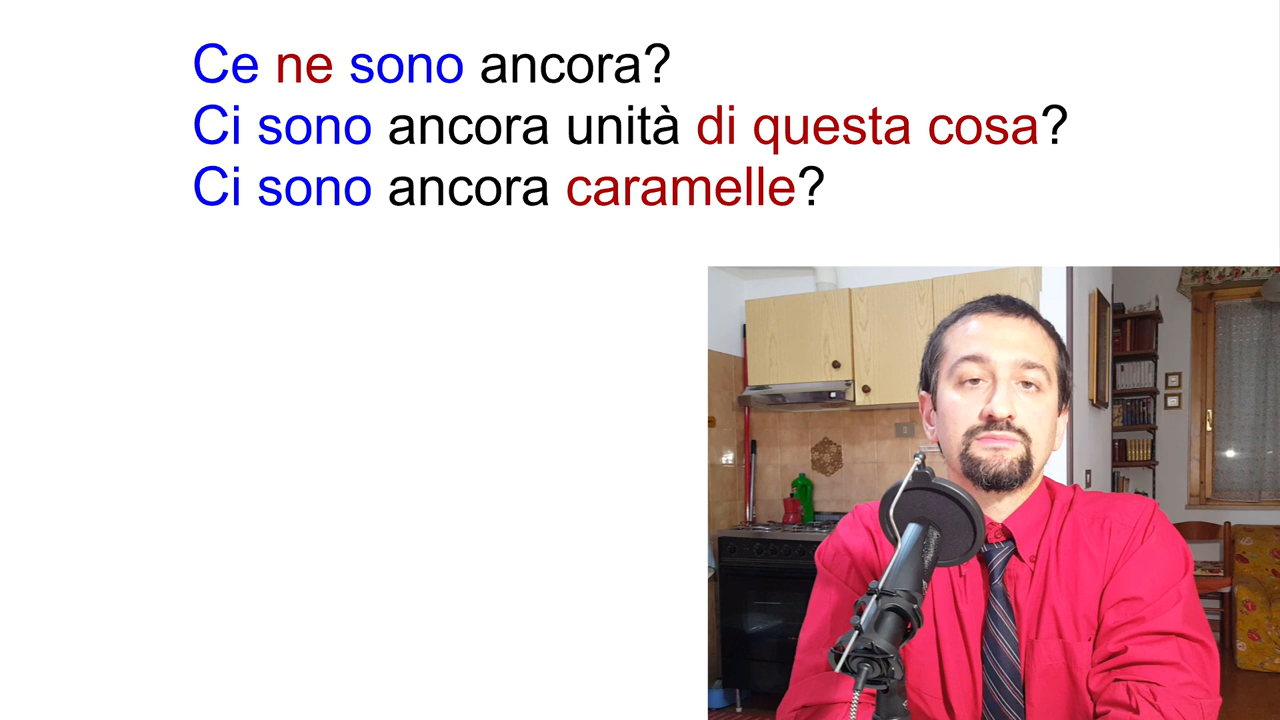 Ce ne sono ancora?
Ci sono ancora unità di questa cosa?
Ci sono ancora caramelle?